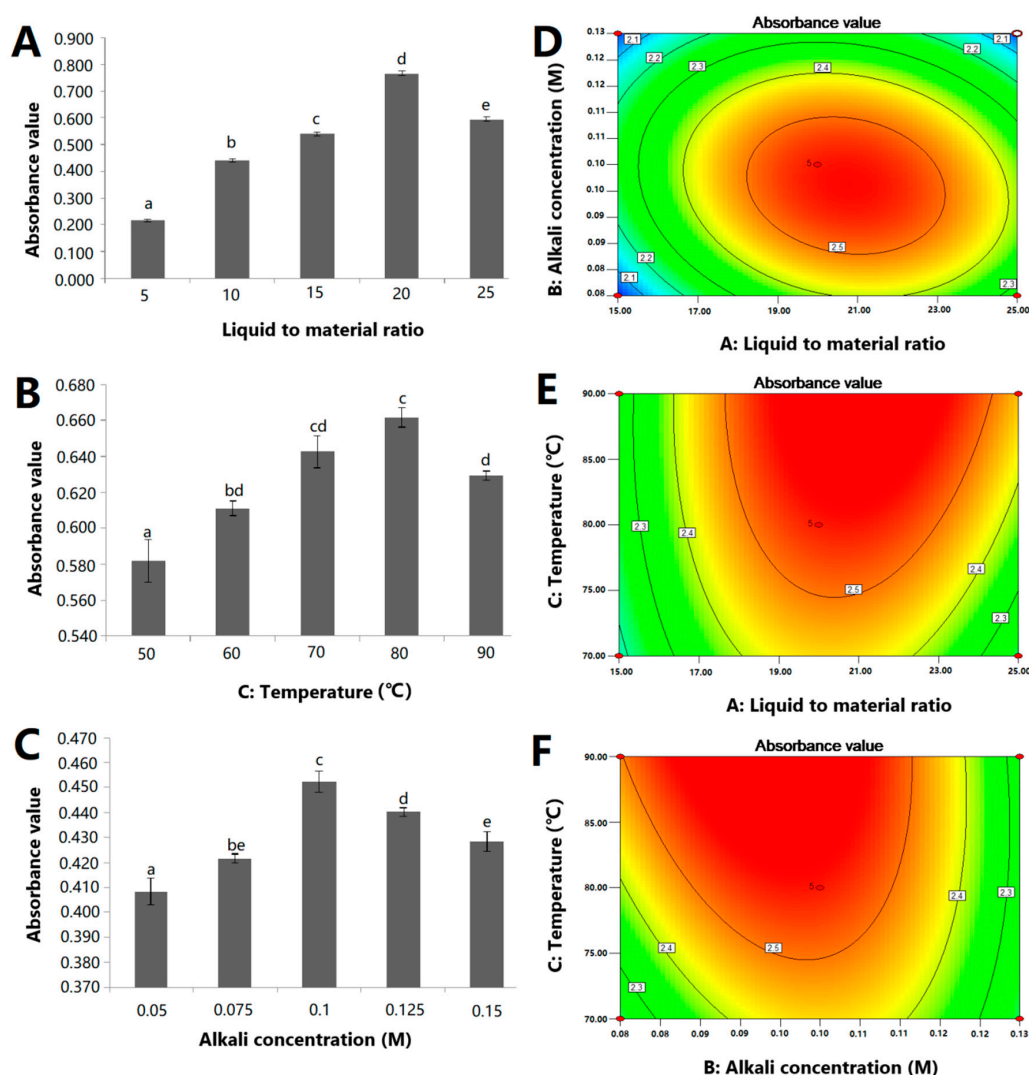 A
Absorbance value
0.900
0.800
0.700
0.600
0.500
0.400
0.300
0.200
0.100
0.000
a
b
c
d
e
5 10 15 20 25
Liquid to material ratio
B
Absorbance value
0.680
0.660
0.640
0.620
0.600
0.580
0.560
0.540
a
bd
cd
c
d
50 60 70 80 90
C: Temperature (℃)
C
Absorbance value
0.470
0.460
0.450
0.440
0.430
0.420
0.410
0.400
0.390
0.380
0.370
a
be
c
d
e
0.05 0.075 0.1 0.125 0.15
Alkali concentration (M)
D
Absorbance value
B: Alkali concentration (M)
0.13
0.12
0.12
0.11
0.11
0.10
0.10
0.09
0.09
0.08
0.08
2.1
2.2
2.3
2.4
2.2
2.1
5
2.5
2.2
2.1
2.3
15.00 17.00 19.00 21.00 23.00 25.00
A: Liquid to material ratio
E
Absorbance value
C: Temperature (℃)
90.00
85.00
80.00
75.00
70.00
2.3
2.4
5
2.5
2.4
2.3
15.00 17.00 19.00 21.00 23.00 25.00
A: Liquid to material ratio
F
Absorbance value
C: Temperature (℃)
90.00
85.00
80.00
75.00
70.00
5
2.4
2.3
2.4
2.5
2.3
0.08 0.08 0.09 0.09 0.10 0.10 0.11 0.11 0.12 0.12 0.13
B: Alkali concentration (M)